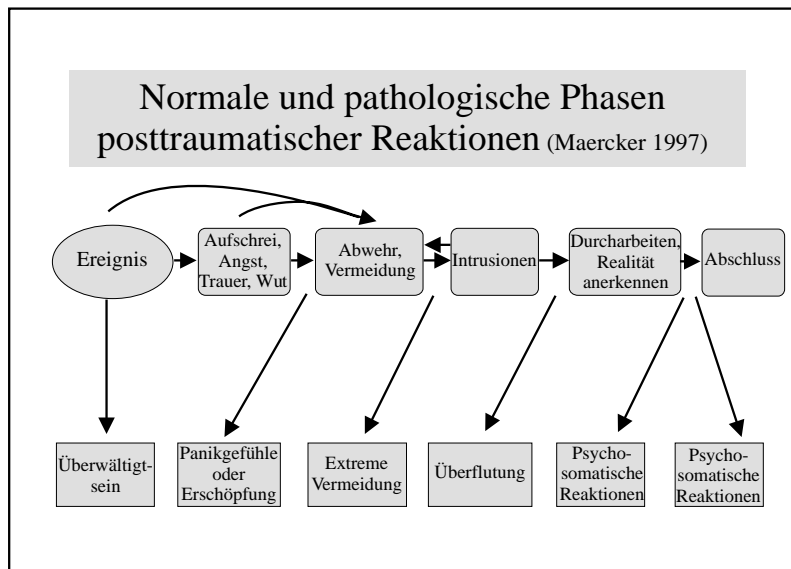 Normale und pathologische Phasen
posttraumatischer Reaktionen (Maercker 1997)
Ereignis
Aufschrei,
Angst,
Trauer, Wut
Abwehr,
Vermeidung
Intrusionen
Durcharbeiten,
Realität
anerkennen
Abschluss
Überwältigt-
sein
Panikgefühle
oder
Erschöpfung
Extreme
Vermeidung
Überflutung
Psycho-
somatische
Reaktionen
Psycho-
somatische
Reaktionen